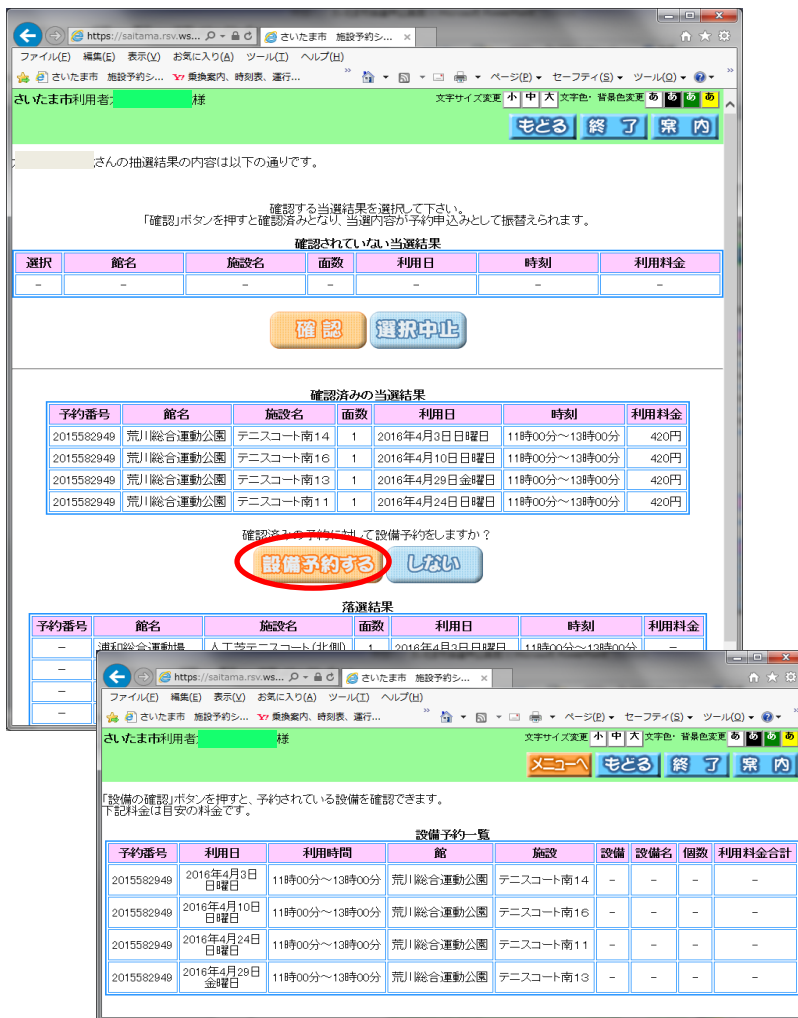 https://saitama.rsv.ws... さいたま市 施設予約シ... ×
ファイル(F) 編集(E) 表示(V) お気に入り(A) ツール(T) ヘルプ(H)
さいたま市 施設予約シ... 乗換案内、時刻表、運行... » ページ(P) セーフティ(S) ツール(O) »
さいたま市利用者: 様 文字サイズ変更 小 中 大 文字色・背景色変更 あ あ あ あ
もどる 終了 案内
さんの抽選結果の内容は以下の通りです。
確認する当選結果を選択して下さい。
「確認」ボタンを押すと確認済みとなり、当選内容が予約申込みとして振替えられます。
確認されていない当選結果
選択 館名 施設名 面数 利用日 時刻 利用料金
－ － － － － － －
確認 選択中止
確認済みの当選結果
予約番号 館名 施設名 面数 利用日 時刻 利用料金
2015582949 荒川総合運動公園 テニスコート南14 1 2016年4月3日日曜日 11時00分～13時00分 420円
2015582949 荒川総合運動公園 テニスコート南16 1 2016年4月10日日曜日 11時00分～13時00分 420円
2015582949 荒川総合運動公園 テニスコート南13 1 2016年4月29日金曜日 11時00分～13時00分 420円
2015582949 荒川総合運動公園 テニスコート南11 1 2016年4月24日日曜日 11時00分～13時00分 420円
確認済みの予約に対して設備予約をしますか？
設備予約する しない
落選結果
予約番号 館名 施設名 面数 利用日 時刻 利用料金
－ 浦和総合運動場 人工芝テニスコート(北側) 1 2016年4月3日日曜日 11時00分～13時00分 －
－
－
－
https://saitama.rsv.ws... さいたま市 施設予約シ... ×
ファイル(F) 編集(E) 表示(V) お気に入り(A) ツール(T) ヘルプ(H)
さいたま市 施設予約シ... 乗換案内、時刻表、運行... » ページ(P) セーフティ(S) ツール(O) »
さいたま市利用者: 様 文字サイズ変更 小 中 大 文字色・背景色変更 あ あ あ あ
メニューへ もどる 終了 案内
「設備の確認」ボタンを押すと、予約されている設備を確認できます。
下記料金は目安の料金です。
設備予約一覧
予約番号 利用日 利用時間 館 施設 設備 設備名 個数 利用料金合計
2015582949 2016年4月3日 日曜日 11時00分～13時00分 荒川総合運動公園 テニスコート南14 － － － －
2015582949 2016年4月10日 日曜日 11時00分～13時00分 荒川総合運動公園 テニスコート南16 － － － －
2015582949 2016年4月24日 日曜日 11時00分～13時00分 荒川総合運動公園 テニスコート南11 － － － －
2015582949 2016年4月29日 金曜日 11時00分～13時00分 荒川総合運動公園 テニスコート南13 － － － －